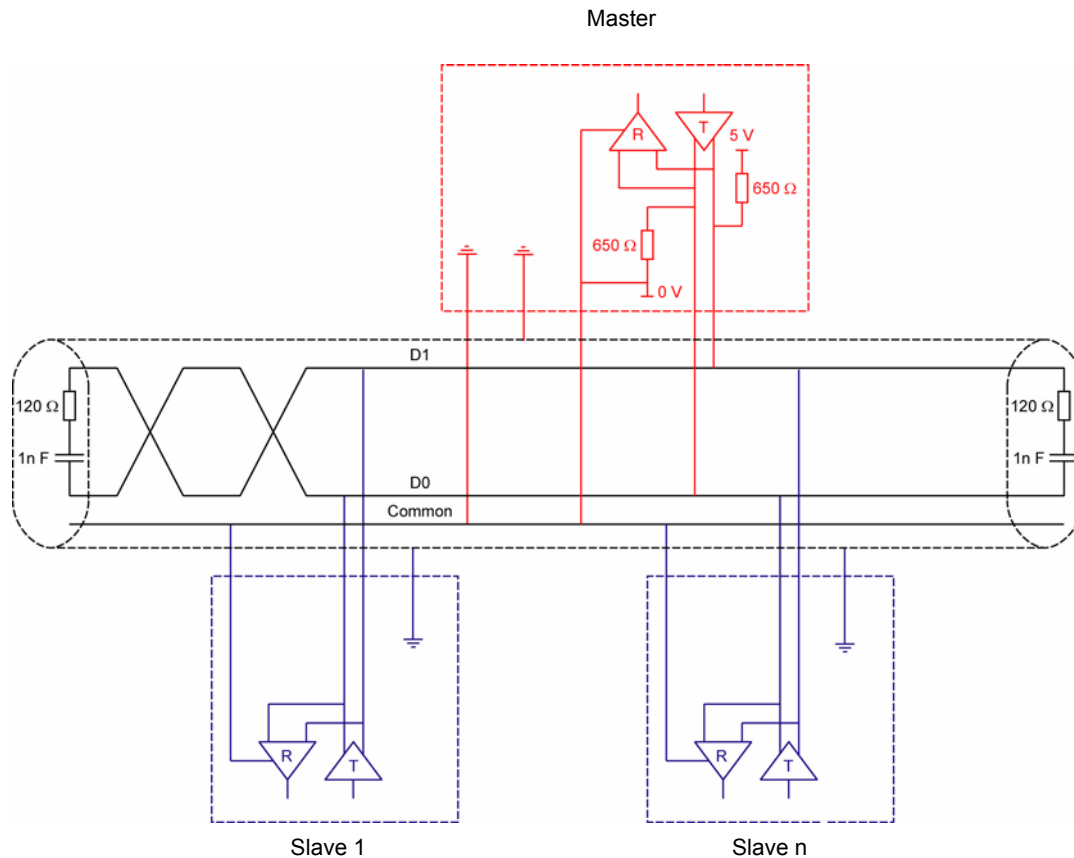 Master
R
T
5 V
650 Ω
650 Ω
0 V
D1
120 Ω
1n F
120 Ω
1n F
D0
Common
R
T
R
T
Slave 1
Slave n